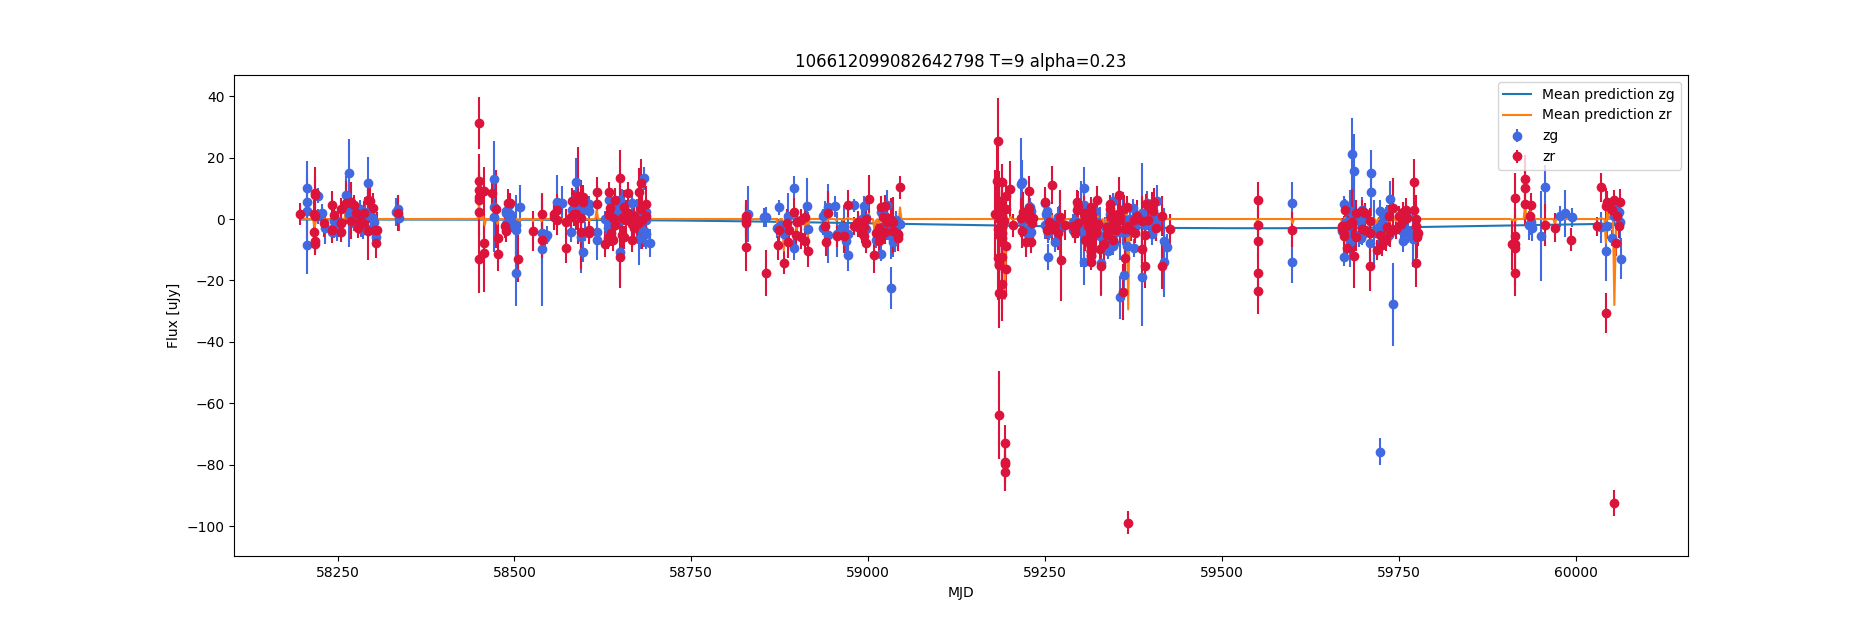 106612099082642798 T=9 alpha=0.23
Mean prediction zg
Mean prediction zr
zg
zr
40
20
0
−20
−40
−60
−80
−100
Flux [uJy]
58250 58500 58750 59000 59250 59500 59750 60000
MJD